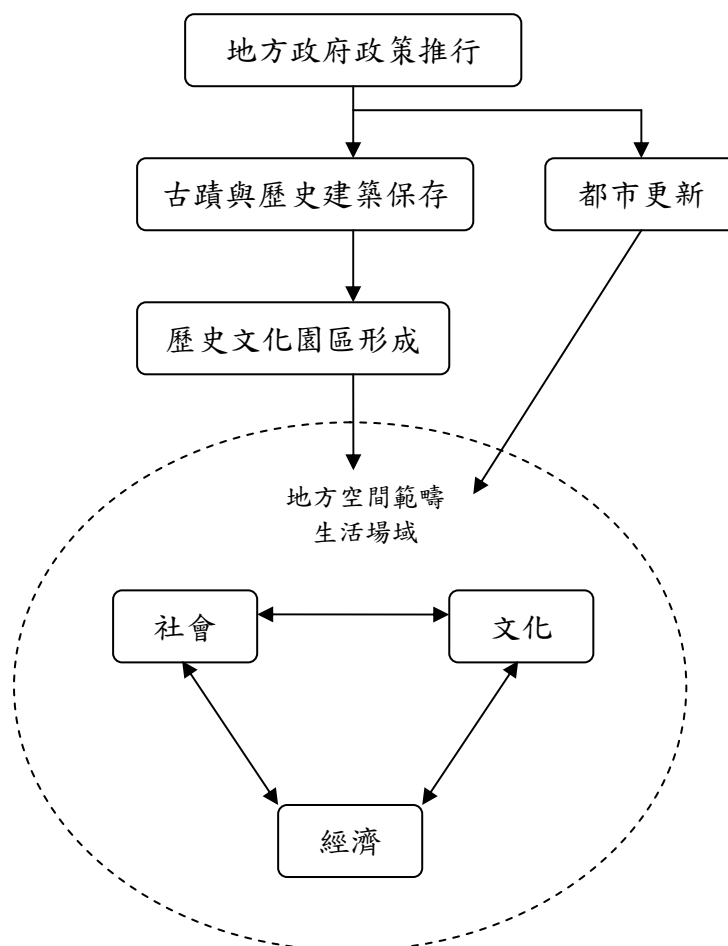 地方政府政策推行
古蹟與歷史建築保存
都市更新
歷史文化園區形成
地方空間範疇
生活場域
社會
文化
經濟